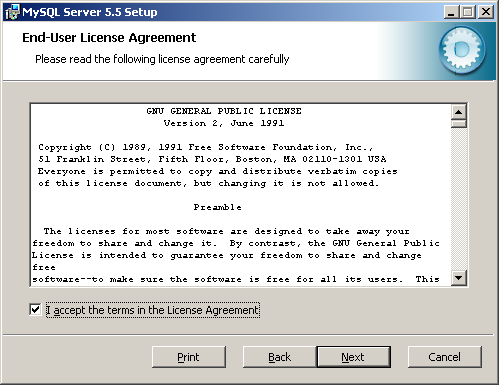 MySQL Server 5.5 Setup
End-User License Agreement
Please read the following license agreement carefully
GNU GENERAL PUBLIC LICENSE
Version 2, June 1991
Copyright (C) 1989, 1991 Free Software Foundation, Inc.,
51 Franklin Street, Fifth Floor, Boston, MA 02110-1301 USA
Everyone is permitted to copy and distribute verbatim copies
of this license document, but changing it is not allowed.
Preamble
The licenses for most software are designed to take away your
freedom to share and change it.  By contrast, the GNU General Public
License is intended to guarantee your freedom to share and change
free
software--to make sure the software is free for all its users.  This
I accept the terms in the License Agreement
Print Back Next Cancel